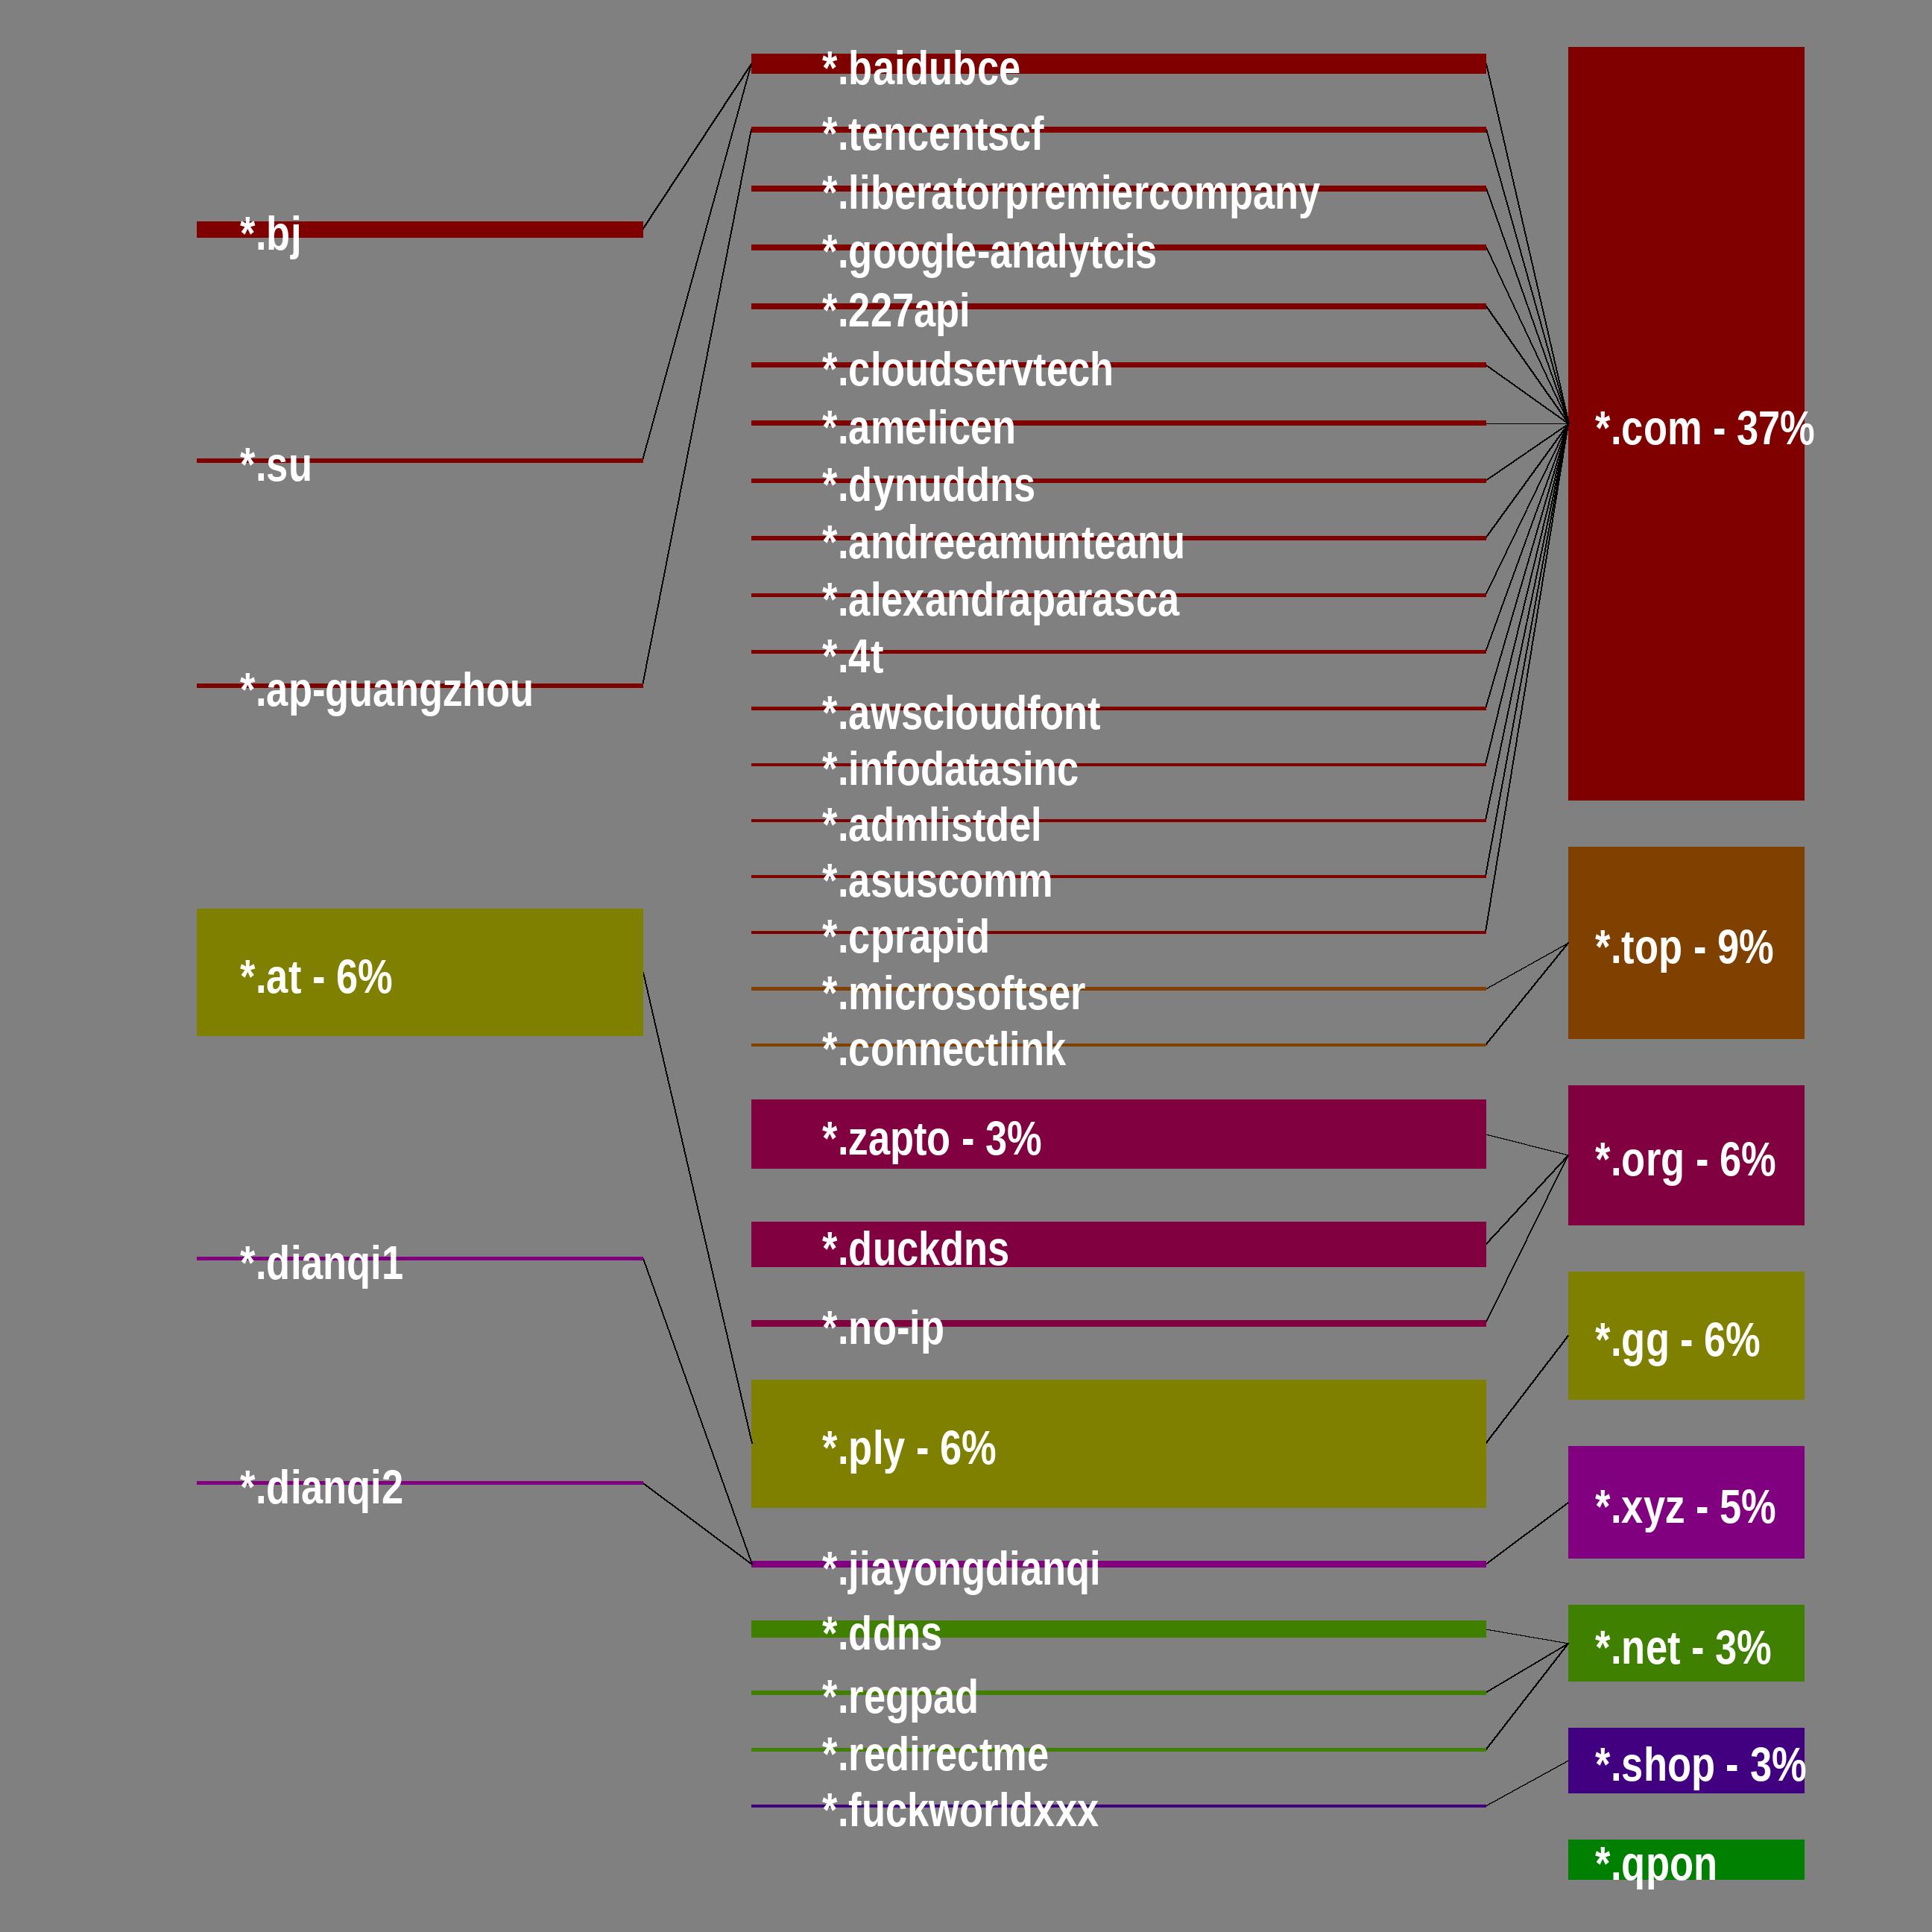 *.bj
*.su
*.ap-guangzhou
*.at - 6%
*.dianqi1
*.dianqi2
*.baidubce
*.tencentscf
*.liberatorpremiercompany
*.google-analytcis
*.227api
*.cloudservtech
*.amelicen
*.dynuddns
*.andreeamunteanu
*.alexandraparasca
*.4t
*.awscloudfont
*.infodatasinc
*.admlistdel
*.asuscomm
*.cprapid
*.microsoftser
*.connectlink
*.zapto - 3%
*.duckdns
*.no-ip
*.ply - 6%
*.jiayongdianqi
*.ddns
*.regpad
*.redirectme
*.fuckworldxxx
*.com - 37%
*.top - 9%
*.org - 6%
*.gg - 6%
*.xyz - 5%
*.net - 3%
*.shop - 3%
*.qpon